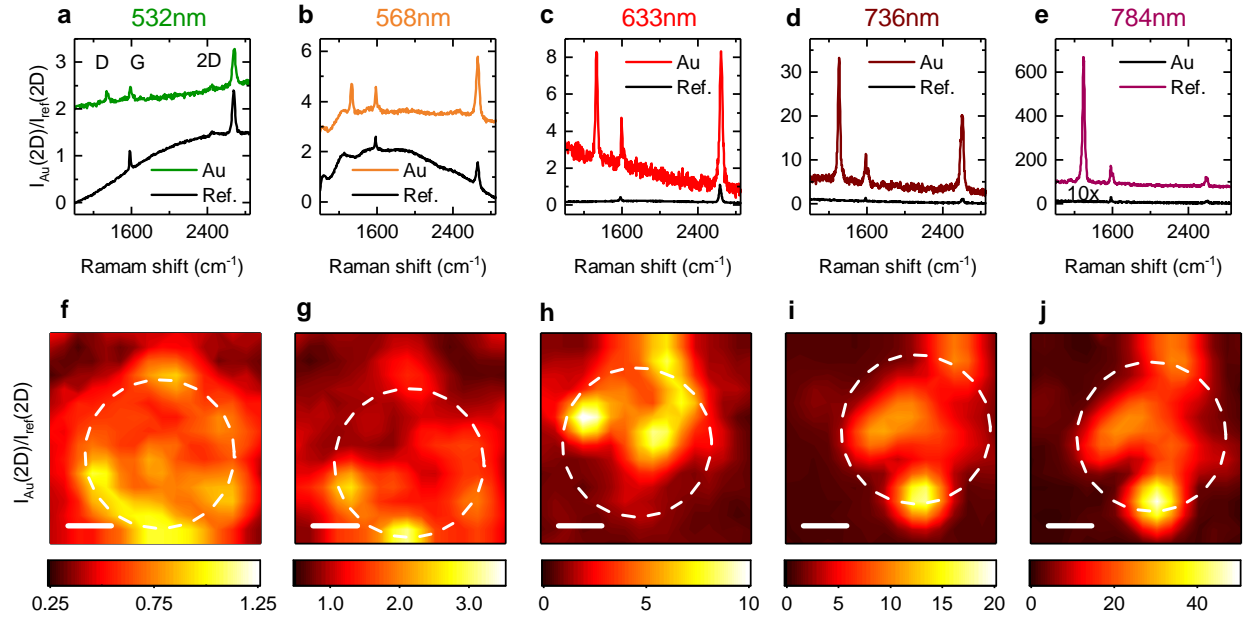 a 532nm
b 568nm
c 633nm
d 736nm
e 784nm
I_Au(2D)/I_ref(2D)
3
2
1
0
D G 2D
Au
Ref.
1600 2400
Ramam shift (cm⁻¹)
6
4
2
0
Au
Ref.
1600 2400
Raman shift (cm⁻¹)
8
6
4
2
0
Au
Ref.
1600 2400
Raman shift (cm⁻¹)
30
20
10
0
Au
Ref.
1600 2400
Raman shift (cm⁻¹)
600
400
200
0
Au
Ref.
10x
1600 2400
Raman shift (cm⁻¹)
f
g
h
i
j
I_Au(2D)/I_ref(2D)
0.25 0.75 1.25
1.0 2.0 3.0
0 5 10
0 5 10 15 20
0 20 40